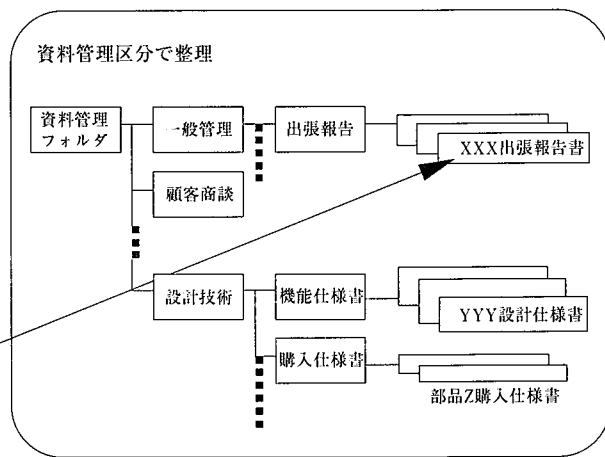 資料管理区分で整理
資料管理
フォルダ
一般管理
出張報告
XXX出張報告書
顧客商談
設計技術
機能仕様書
YYY設計仕様書
購入仕様書
部品Z購入仕様書